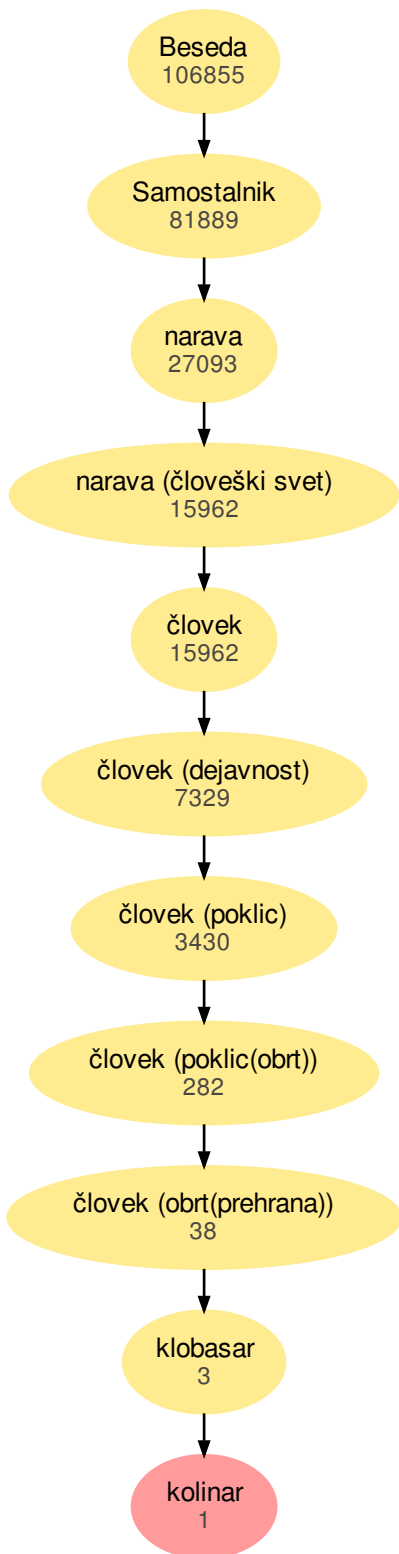 Beseda
106855
Samostalnik
81889
narava
27093
narava (človeški svet)
15962
človek
15962
človek (dejavnost)
7329
človek (poklic)
3430
človek (poklic(obrt))
282
človek (obrt(prehrana))
38
klobasar
3
kolinar
1